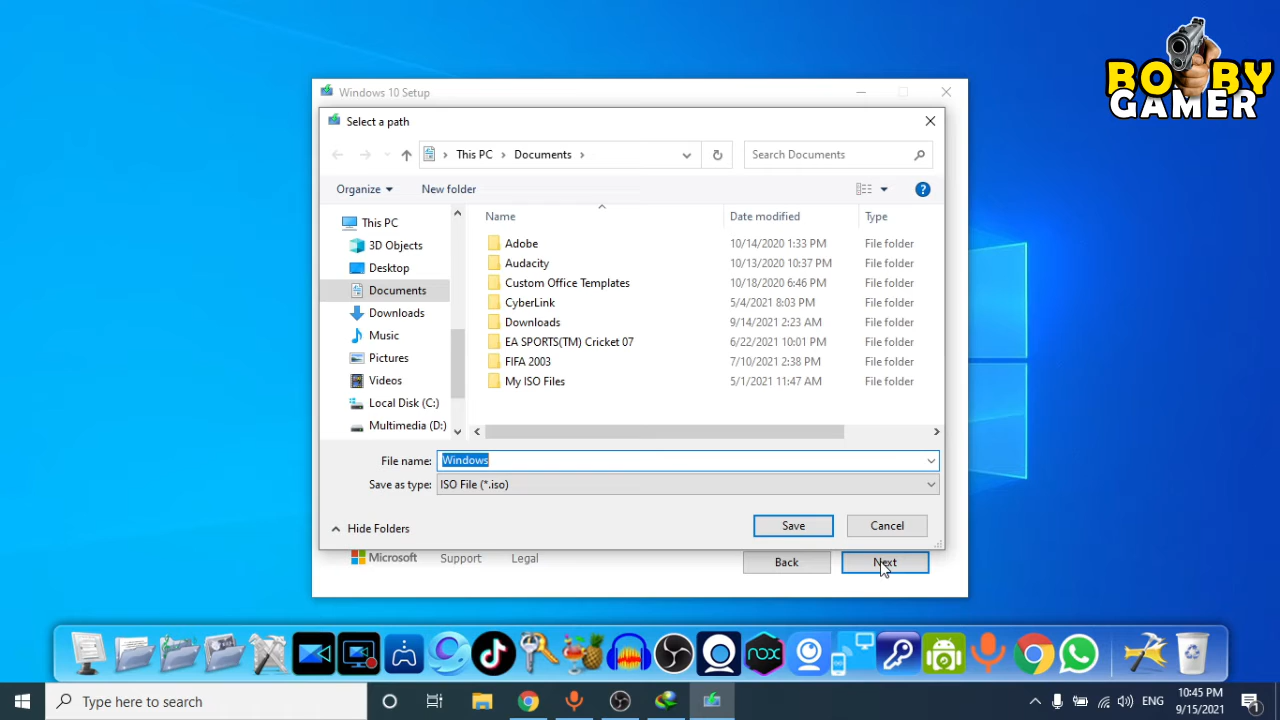 BOBY
GAMER
Windows 10 Setup
Select a path
This PC
Documents
Search Documents
Organize
New folder
?
Name
Date modified
Type
This PC
3D Objects
Desktop
Documents
Downloads
Music
Pictures
Videos
Local Disk (C:)
Multimedia (D:)
Adobe 10/14/2020 1:33 PM File folder
Audacity 10/13/2020 10:37 PM File folder
Custom Office Templates 10/18/2020 6:46 PM File folder
CyberLink 5/4/2021 8:03 PM File folder
Downloads 9/14/2021 2:23 AM File folder
EA SPORTS(TM) Cricket 07 6/22/2021 10:01 PM File folder
FIFA 2003 7/10/2021 2:38 PM File folder
My ISO Files 5/1/2021 11:47 AM File folder
File name: Windows
Save as type: ISO File (*.iso)
Hide Folders
Save
Cancel
Microsoft
Support
Legal
Back
Next
nox
Type here to search
ENG
10:45 PM
9/15/2021
1